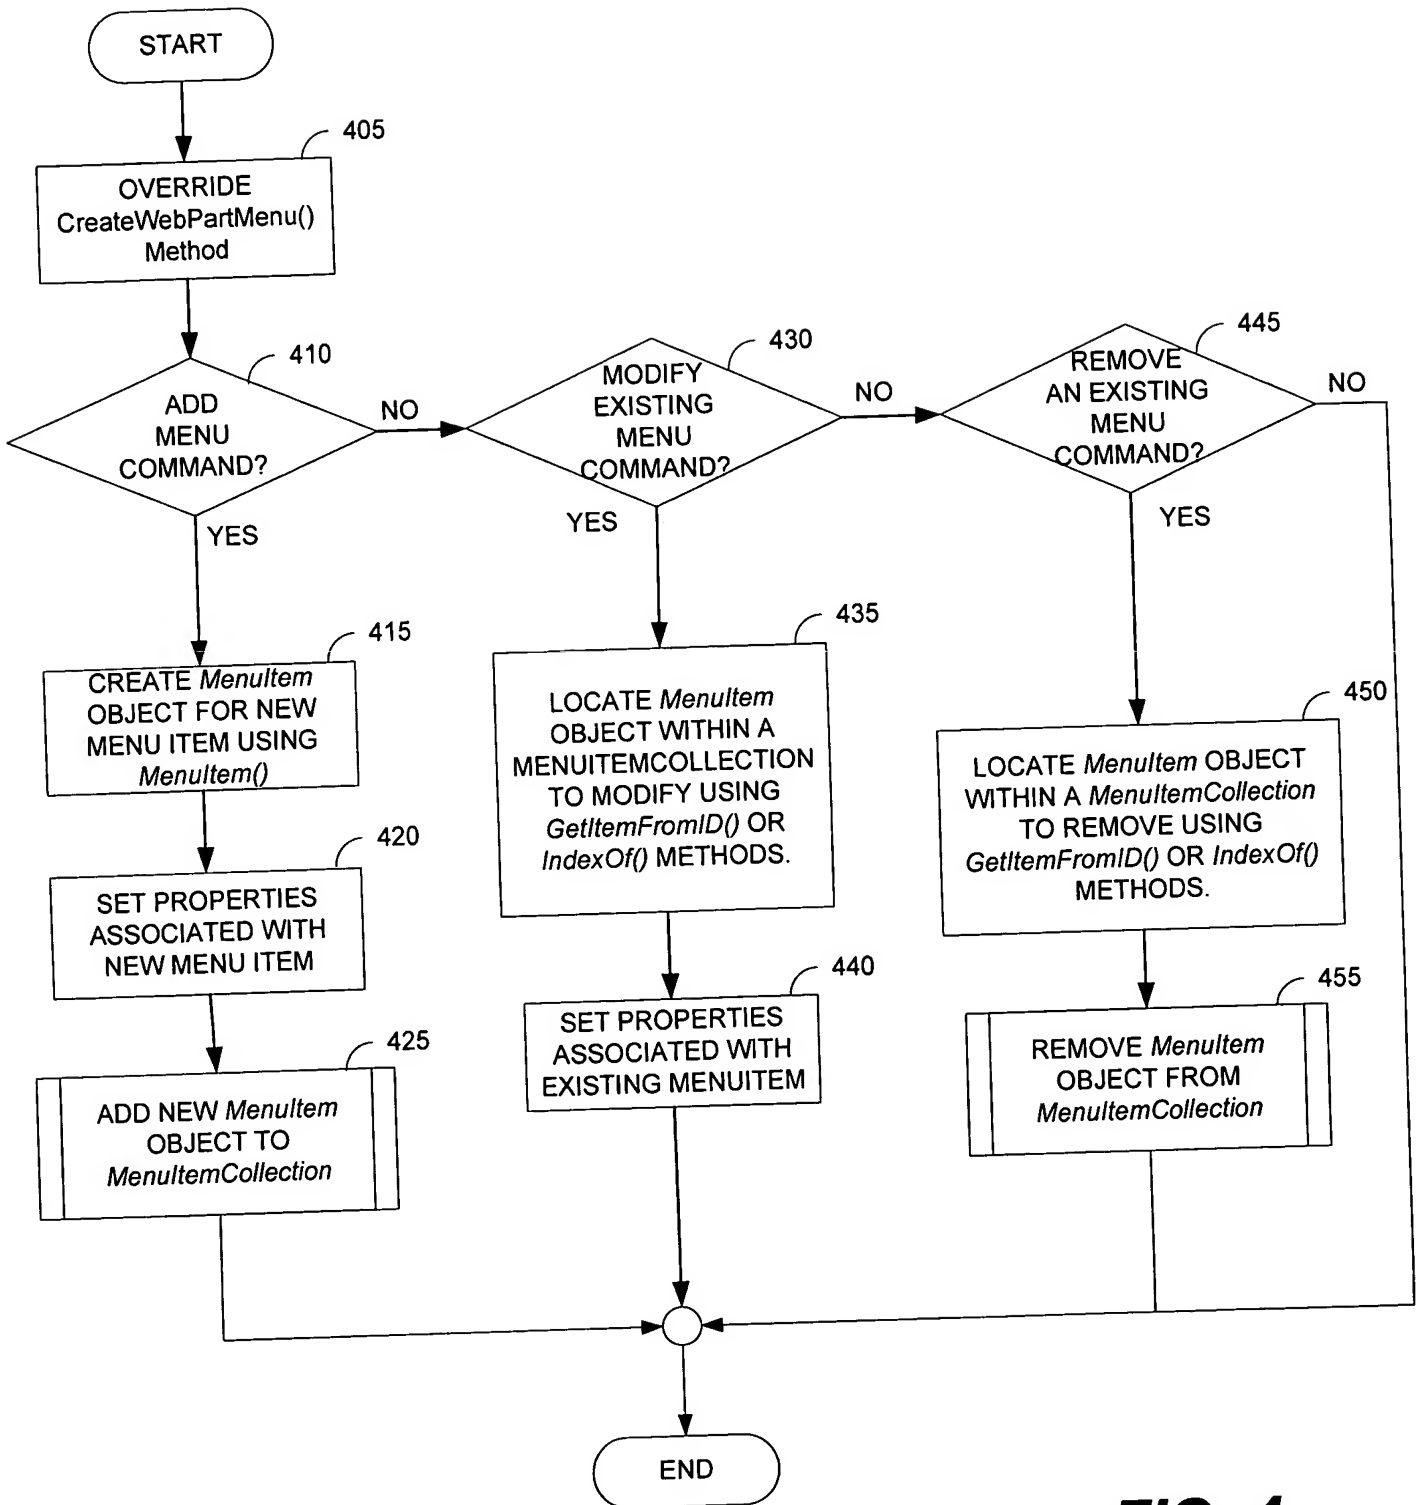 START
405
OVERRIDE
CreateWebPartMenu()
Method
410
ADD
MENU
COMMAND?
NO
YES
430
MODIFY
EXISTING
MENU
COMMAND?
NO
YES
445
REMOVE
AN EXISTING
MENU
COMMAND?
NO
YES
415
CREATE MenuItem
OBJECT FOR NEW
MENU ITEM USING
MenuItem()
420
SET PROPERTIES
ASSOCIATED WITH
NEW MENU ITEM
425
ADD NEW MenuItem
OBJECT TO
MenuItemCollection
435
LOCATE MenuItem
OBJECT WITHIN A
MENUITEMCOLLECTION
TO MODIFY USING
GetItemFromID() OR
IndexOf() METHODS.
440
SET PROPERTIES
ASSOCIATED WITH
EXISTING MENUITEM
450
LOCATE MenuItem OBJECT
WITHIN A MenuItemCollection
TO REMOVE USING
GetItemFromID() OR IndexOf()
METHODS.
455
REMOVE MenuItem
OBJECT FROM
MenuItemCollection
END